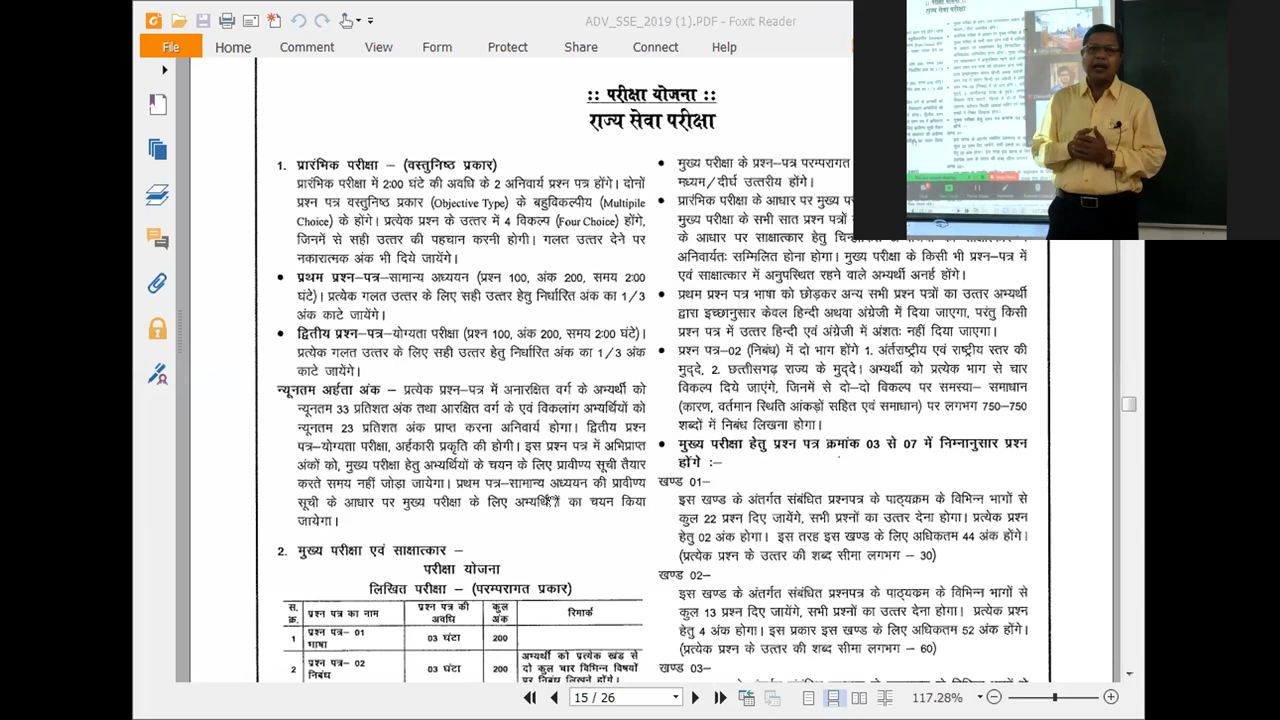 ADV_SSE_2019 (1).PDF - Foxit Reader
File Home Comment View Form Protect Share Connect Help
:: परीक्षा योजना
राज्य सेवा परीक्षा
1.
परीक्षा – (वस्तुनिष्ठ प्रकार)
परीक्षा में 2:00 घंटे की अवधि के 2 अनिवार्य प्रश्न पत्र होंगे। दोनों
वस्तुनिष्ठ प्रकार (Objective Type) के बहुविकल्पीय (Multiple
Choice) के होंगे। प्रत्येक प्रश्न के उत्तर में 4 विकल्प (Four Choice) होंगे,
जिनमें से सही उत्तर की पहचान करनी होगी। गलत उत्तर देने पर
नकारात्मक अंक भी दिये जायेंगे।
• प्रथम प्रश्न–पत्र–सामान्य अध्ययन (प्रश्न 100, अंक 200, समय 2:00
घंटे)। प्रत्येक गलत उत्तर के लिए सही उत्तर हेतु निर्धारित अंक का 1/3
अंक काटे जायेंगे।
• द्वितीय प्रश्न–पत्र–योग्यता परीक्षा (प्रश्न 100, अंक 200, समय 2:00 घंटे)।
प्रत्येक गलत उत्तर के लिए सही उत्तर हेतु निर्धारित अंक का 1/3 अंक
काटे जायेंगे।
न्यूनतम अर्हता अंक – प्रत्येक प्रश्न–पत्र में अनारक्षित वर्ग के अभ्यर्थी को
न्यूनतम 33 प्रतिशत अंक तथा आरक्षित वर्ग के एवं विकलांग अभ्यर्थियों को
न्यूनतम 23 प्रतिशत अंक प्राप्त करना अनिवार्य होगा। द्वितीय प्रश्न
पत्र–योग्यता परीक्षा, अर्हकारी प्रकृति की होगी। इस प्रश्न पत्र में अभिप्राप्त
अंकों को, मुख्य परीक्षा हेतु अभ्यर्थियों के चयन के लिए प्रावीण्य सूची तैयार
करते समय नहीं जोड़ा जायेगा। प्रथम पत्र–सामान्य अध्ययन की प्रावीण्य
सूची के आधार पर मुख्य परीक्षा के लिए का चयन किया
जायेगा।
2. मुख्य परीक्षा एवं साक्षात्कार –
परीक्षा योजना
लिखित परीक्षा – (परम्परागत प्रकार)
स. क्र. प्रश्न पत्र का नाम प्रश्न पत्र की अवधि कुल अंक रिमार्क
1 प्रश्न पत्र– 01 भाषा 03 घंटा 200
2 प्रश्न पत्र– 02 निबंध 03 घंटा 200 अभ्यर्थी को प्रत्येक खंड से दो कुल चार विभिन्न विषयों पर निबंध लिखने होंगे।
• मुख्य परीक्षा के प्रश्न–पत्र परम्परागत
मध्यम/दीर्घ उत्तरीय होंगे।
• प्रारंभिक परीक्षा के आधार पर मुख्य
मुख्य परीक्षा के सभी सात प्रश्न पत्रों
के आधार पर साक्षात्कार हेतु
अनिवार्यतः सम्मिलित होना होगा। मुख्य परीक्षा के किसी भी प्रश्न–पत्र में
एवं साक्षात्कार में अनुपस्थित रहने वाले अभ्यर्थी अनर्ह होंगे।
• प्रथम प्रश्न पत्र भाषा को छोड़कर अन्य सभी प्रश्न पत्रों का उत्तर अभ्यर्थी
द्वारा इच्छानुसार केवल हिन्दी अथवा अंग्रेजी में दिया जाएगा, परंतु किसी
प्रश्न पत्र में उत्तर हिन्दी एवं अंग्रेजी में अंशतः नहीं दिया जाएगा।
• प्रश्न पत्र–02 (निबंध) में दो भाग होंगे 1. अंर्तराष्ट्रीय एवं राष्ट्रीय स्तर की
मुद्दे, 2. छत्तीसगढ़ राज्य के मुद्दे। अभ्यर्थी को प्रत्येक भाग से चार
विकल्प दिये जाएंगे, जिनमें से दो–दो विकल्प पर समस्या– समाधान
(कारण, वर्तमान स्थिति आंकड़ों सहित एवं समाधान) पर लगभग 750–750
शब्दों में निबंध लिखना होगा।
• मुख्य परीक्षा हेतु प्रश्न पत्र क्रमांक 03 से 07 में निम्नानुसार प्रश्न
होंगे :–
खण्ड 01–
इस खण्ड के अंतर्गत संबंधित प्रश्नपत्र के पाठ्यक्रम के विभिन्न भागों से
कुल 22 प्रश्न दिए जायेंगे, सभी प्रश्नों का उत्तर देना होगा। प्रत्येक प्रश्न
हेतु 02 अंक होगा। इस तरह इस खण्ड के लिए अधिकतम 44 अंक होंगे।
(प्रत्येक प्रश्न के उत्तर की शब्द सीमा लगभग – 30)
खण्ड 02–
इस खण्ड के अंतर्गत संबंधित प्रश्नपत्र के पाठ्यक्रम के विभिन्न भागों से
कुल 13 प्रश्न दिए जायेंगे, सभी प्रश्नों का उत्तर देना होगा। प्रत्येक प्रश्न
हेतु 4 अंक होगा। इस प्रकार इस खण्ड के लिए अधिकतम 52 अंक होंगे।
(प्रत्येक प्रश्न के उत्तर की शब्द सीमा लगभग – 60)
खण्ड 03–
15 / 26
117.28%